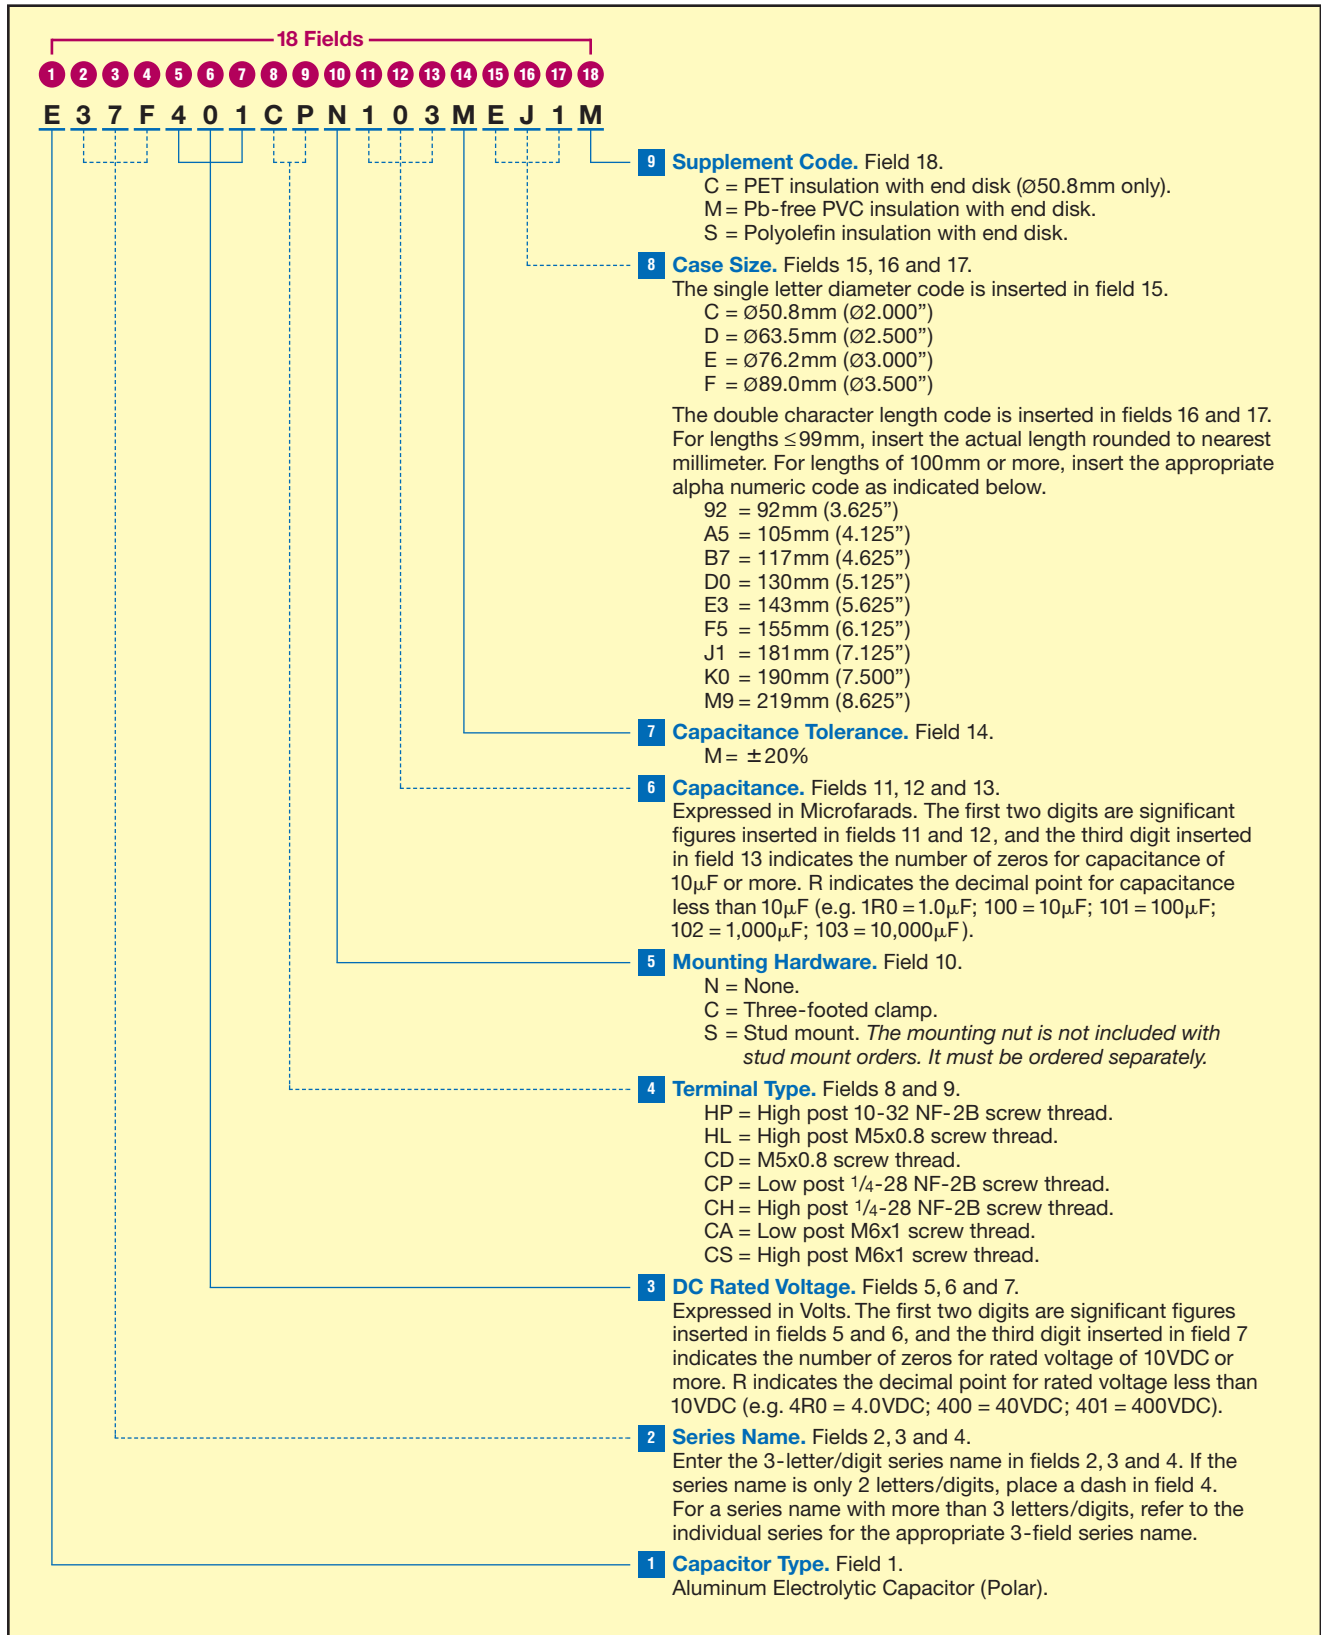 18 Fields
1 2 3 4 5 6 7 8 9 10 11 12 13 14 15 16 17 18
E 3 7 F 4 0 1 C P N 1 0 3 M E J 1 M
9 Supplement Code. Field 18.
C = PET insulation with end disk (Ø50.8mm only).
M = Pb-free PVC insulation with end disk.
S = Polyolefin insulation with end disk.
8 Case Size. Fields 15, 16 and 17.
The single letter diameter code is inserted in field 15.
C = Ø50.8mm (Ø2.000”)
D = Ø63.5mm (Ø2.500”)
E = Ø76.2mm (Ø3.000”)
F = Ø89.0mm (Ø3.500”)
The double character length code is inserted in fields 16 and 17.
For lengths ≤99mm, insert the actual length rounded to nearest
millimeter. For lengths of 100mm or more, insert the appropriate
alpha numeric code as indicated below.
92 = 92mm (3.625”)
A5 = 105mm (4.125”)
B7 = 117mm (4.625”)
D0 = 130mm (5.125”)
E3 = 143mm (5.625”)
F5 = 155mm (6.125”)
J1 = 181mm (7.125”)
K0 = 190mm (7.500”)
M9 = 219mm (8.625”)
7 Capacitance Tolerance. Field 14.
M = ±20%
6 Capacitance. Fields 11, 12 and 13.
Expressed in Microfarads. The first two digits are significant
figures inserted in fields 11 and 12, and the third digit inserted
in field 13 indicates the number of zeros for capacitance of
10μF or more. R indicates the decimal point for capacitance
less than 10μF (e.g. 1R0 = 1.0μF; 100 = 10μF; 101 = 100μF;
102 = 1,000μF; 103 = 10,000μF).
5 Mounting Hardware. Field 10.
N = None.
C = Three-footed clamp.
S = Stud mount. The mounting nut is not included with
stud mount orders. It must be ordered separately.
4 Terminal Type. Fields 8 and 9.
HP = High post 10-32 NF-2B screw thread.
HL = High post M5x0.8 screw thread.
CD = M5x0.8 screw thread.
CP = Low post 1/4-28 NF-2B screw thread.
CH = High post 1/4-28 NF-2B screw thread.
CA = Low post M6x1 screw thread.
CS = High post M6x1 screw thread.
3 DC Rated Voltage. Fields 5, 6 and 7.
Expressed in Volts. The first two digits are significant figures
inserted in fields 5 and 6, and the third digit inserted in field 7
indicates the number of zeros for rated voltage of 10VDC or
more. R indicates the decimal point for rated voltage less than
10VDC (e.g. 4R0 = 4.0VDC; 400 = 40VDC; 401 = 400VDC).
2 Series Name. Fields 2, 3 and 4.
Enter the 3-letter/digit series name in fields 2, 3 and 4. If the
series name is only 2 letters/digits, place a dash in field 4.
For a series name with more than 3 letters/digits, refer to the
individual series for the appropriate 3-field series name.
1 Capacitor Type. Field 1.
Aluminum Electrolytic Capacitor (Polar).